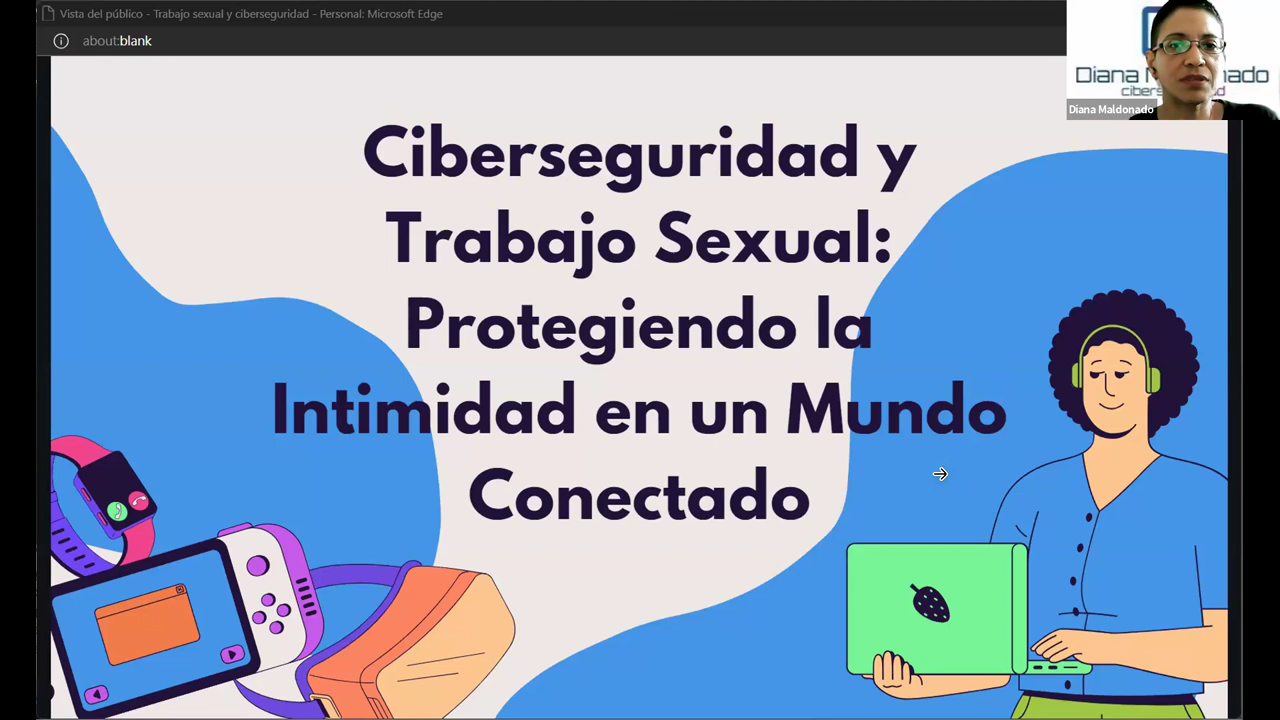 Vista del público - Trabajo sexual y ciberseguridad - Personal: Microsoft Edge
about:blank
Diana Maldonado
Ciberseguridad y
Trabajo Sexual:
Protegiendo la
Intimidad en un Mundo
Conectado